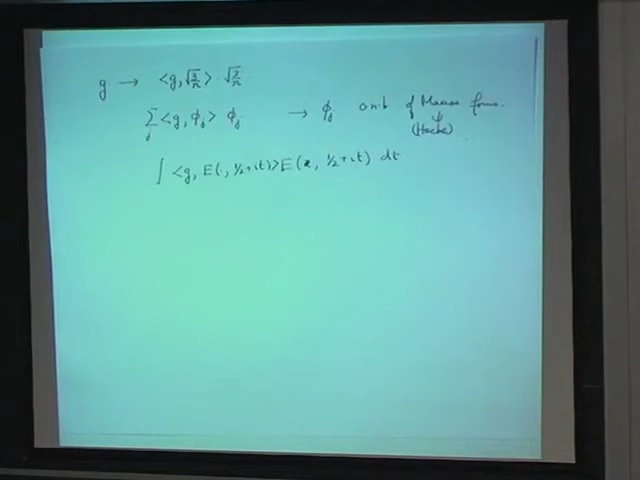 g → <g, √3/π> · √3/π
∑_j <g, ϕ_j> ϕ_j → ϕ_j o.n.b of Maass forms.
(Hecke)
∫ <g, E(·, 1/2+it)> E(z, 1/2+it) dt